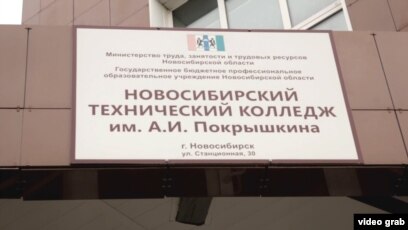 Министерство труда, занятости и трудовых ресурсов
Новосибирской области
Государственное бюджетное профессиональное
образовательное учреждение Новосибирской области
НОВОСИБИРСКИЙ
ТЕХНИЧЕСКИЙ КОЛЛЕДЖ
им. А.И. Покрышкина
г. Новосибирск
ул. Станционная, 30
video grab